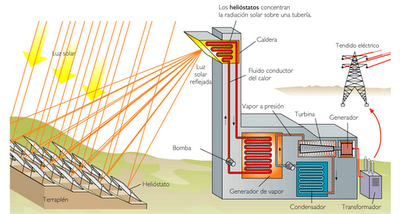 Los helióstatos concentran
la radiación solar sobre una tubería.
Caldera
Tendido eléctrico
Luz solar
Luz
solar
reflejada
Fluido conductor
del calor
Vapor a presión
Turbina
Generador
Bomba
Helióstato
Terraplén
Generador de vapor
Condensador
Transformador